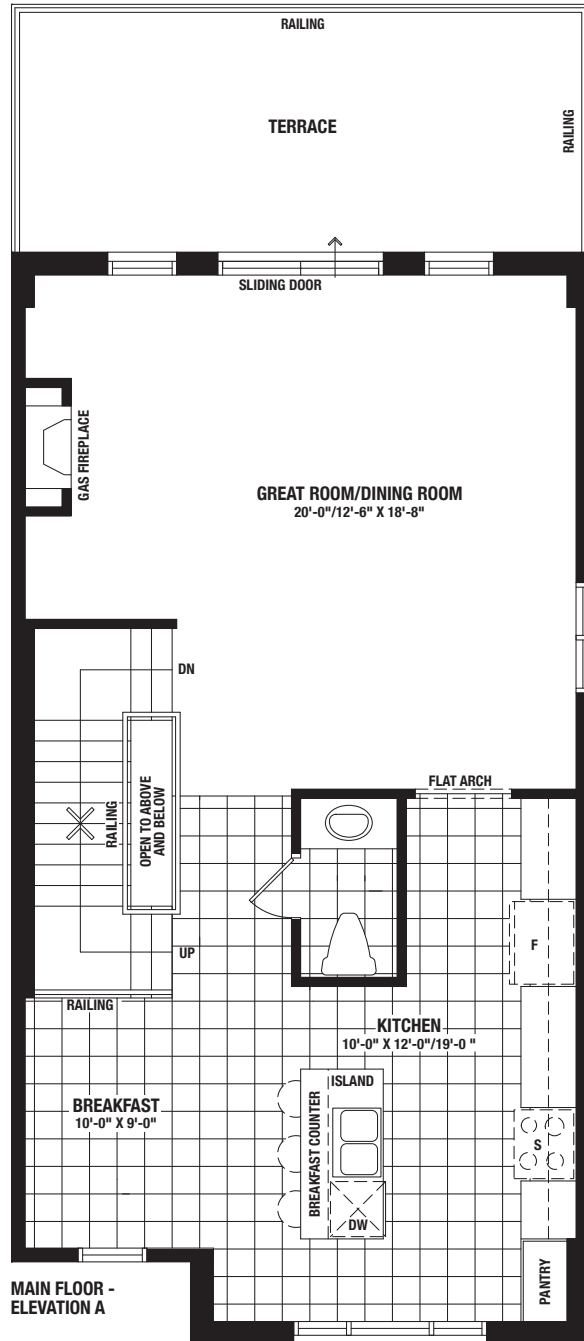 RAILING
TERRACE
RAILING
SLIDING DOOR
GAS FIREPLACE
GREAT ROOM/DINING ROOM
20'-0"/12'-6" X 18'-8"
DN
FLAT ARCH
RAILING
OPEN TO ABOVE
AND BELOW
F
UP
RAILING
KITCHEN
10'-0" X 12'-0"/19'-0 "
ISLAND
BREAKFAST
10'-0" X 9'-0"
BREAKFAST COUNTER
S
DW
PANTRY
MAIN FLOOR -
ELEVATION A